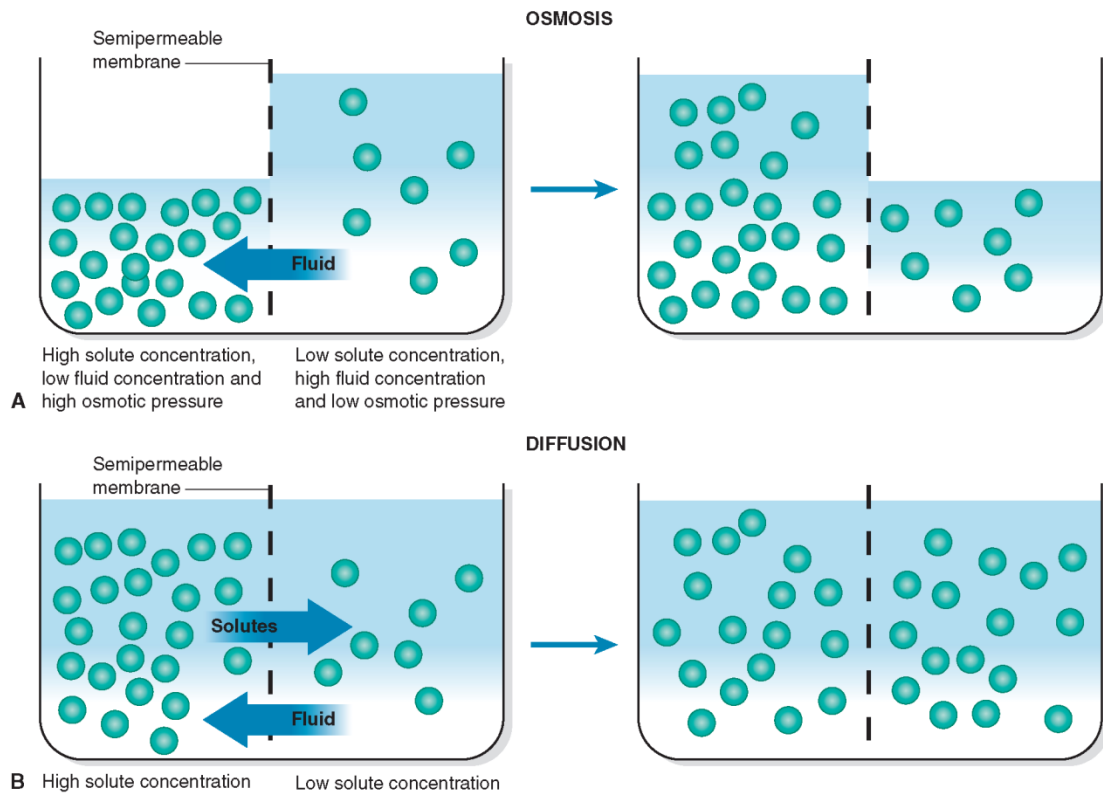 OSMOSIS
Semipermeable
membrane
Fluid
High solute concentration,
low fluid concentration and
high osmotic pressure
Low solute concentration,
high fluid concentration
and low osmotic pressure
A
DIFFUSION
Semipermeable
membrane
Solutes
Fluid
B High solute concentration
Low solute concentration